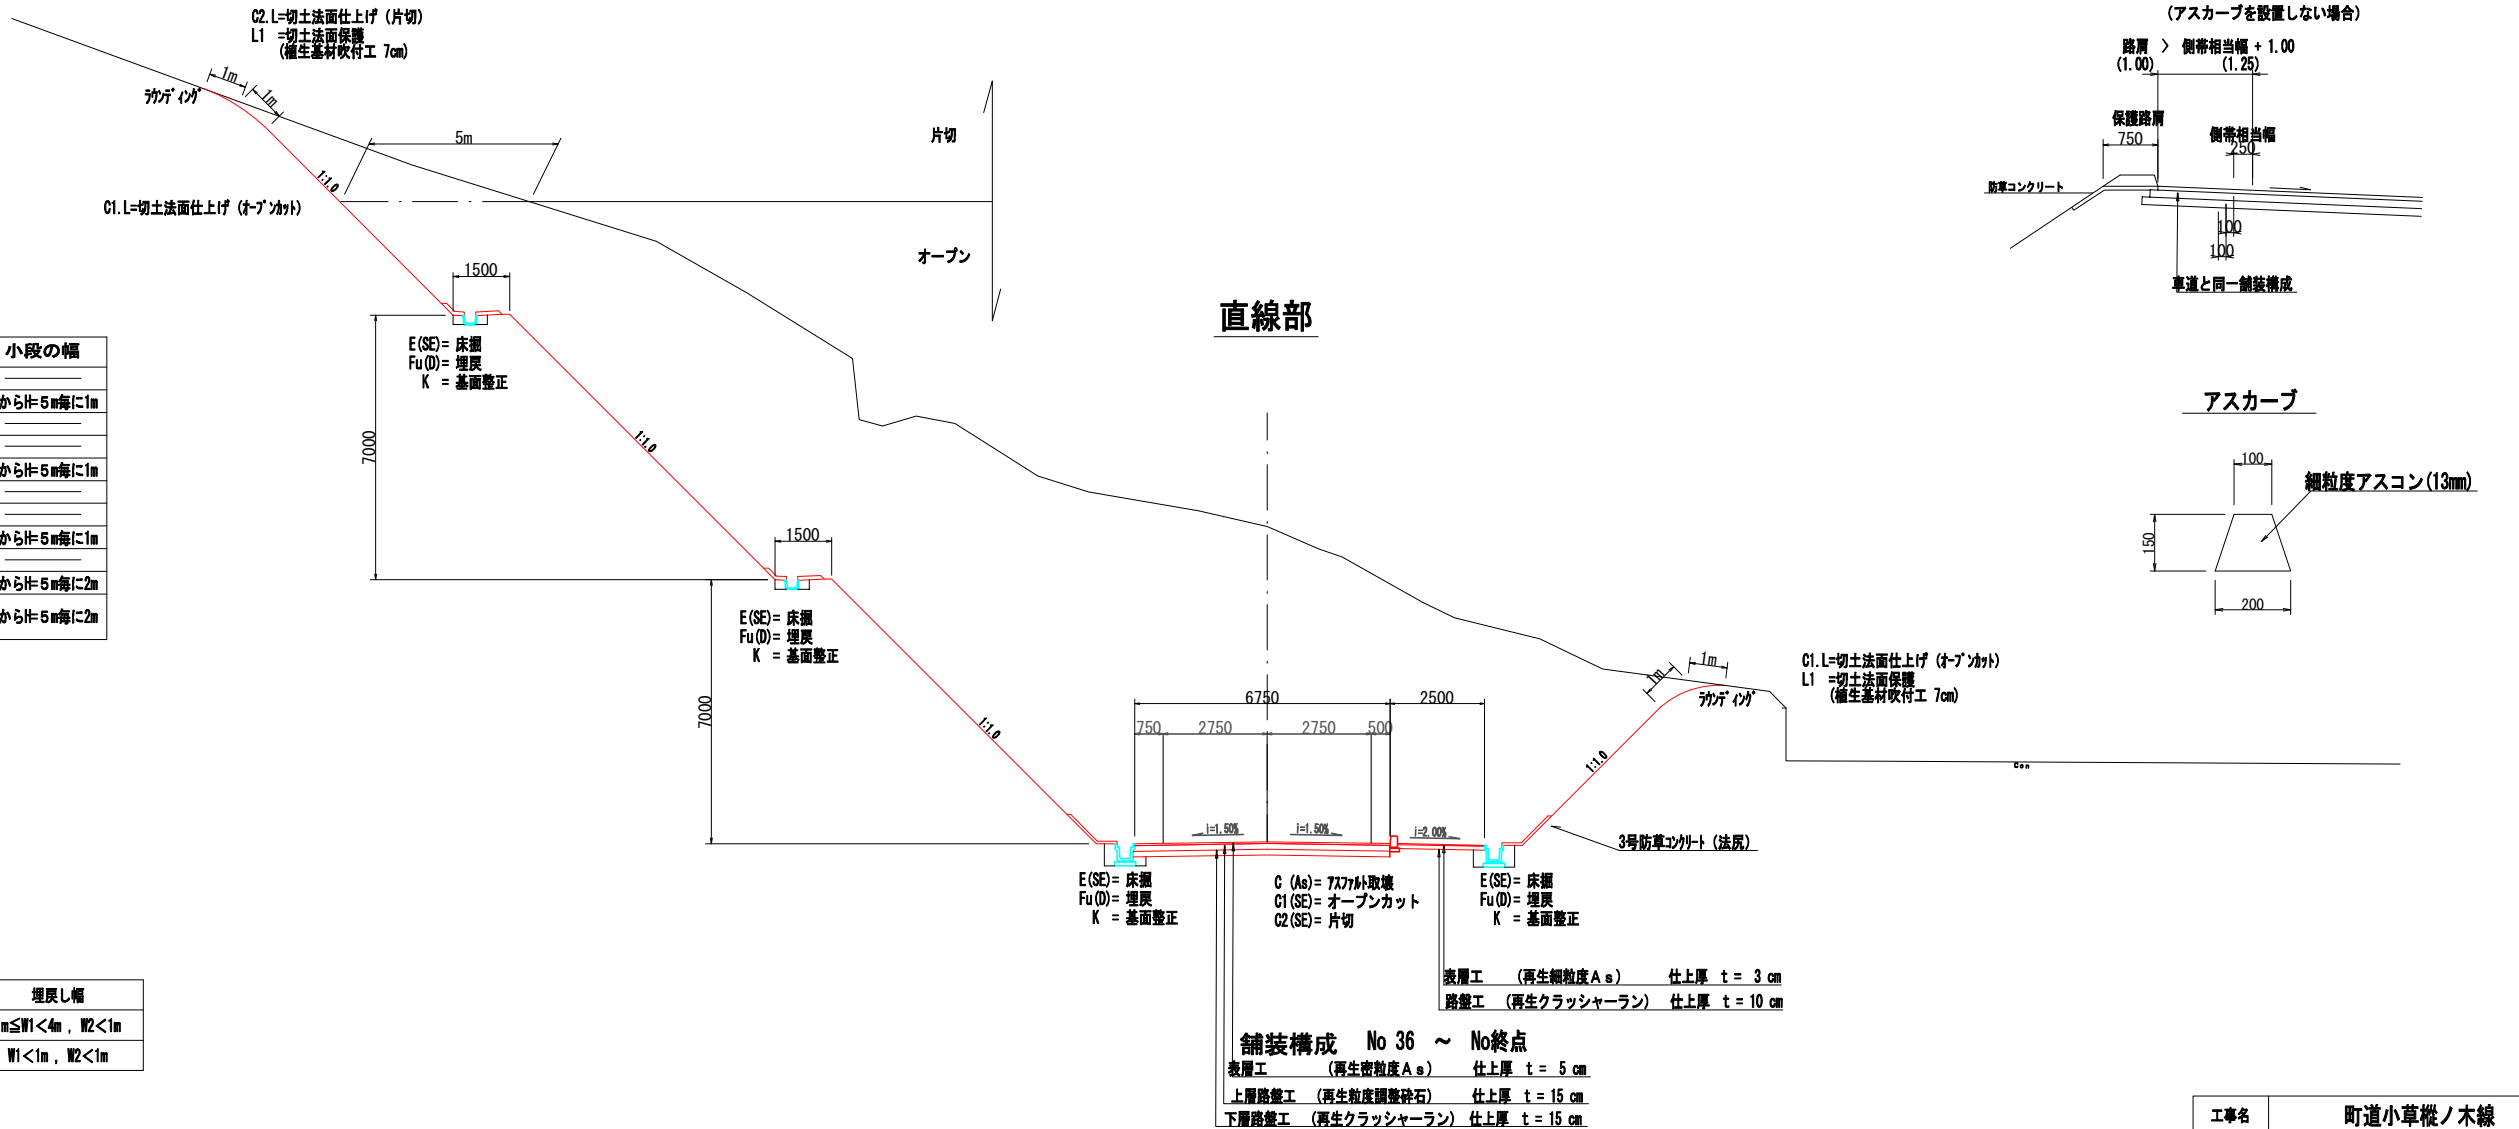 C2.L=切土法面仕上げ (片切)
L1 =切土法面保護
(植生基材吹付工 7cm)
1m
1m
ラウンディング
5m
1:1.0
C1.L=切土法面仕上げ (オープンカット)
片切
オープン
1500
7000
E(SE)= 床掘
Fu(D)= 埋戻
K = 基面整正
1:1.0
1500
7000
E(SE)= 床掘
Fu(D)= 埋戻
K = 基面整正
1:1.0
小段の幅
からH=5m毎に1m
からH=5m毎に1m
からH=5m毎に1m
からH=5m毎に2m
からH=5m毎に2m
埋戻し幅
m≦W1<4m , W2<1m
W1<1m , W2<1m
直線部
6750
2500
750
2750
2750
500
i=1.50%
i=1.50%
i=2.00%
E(SE)= 床掘
Fu(D)= 埋戻
K = 基面整正
C (As)= アスファルト取壊
C1(SE)= オープンカット
C2(SE)= 片切
E(SE)= 床掘
Fu(D)= 埋戻
K = 基面整正
1:1.0
1m
1m
ラウンディング
C1.L=切土法面仕上げ (オープンカット)
L1 =切土法面保護
(植生基材吹付工 7cm)
Con
3号防草コンクリート (法尻)
表層工 (再生細粒度As) 仕上厚 t = 3 cm
路盤工 (再生クラッシャーラン) 仕上厚 t = 10 cm
舗装構成 No 36 ～ No終点
表層工 (再生密粒度As) 仕上厚 t = 5 cm
上層路盤工 (再生粒度調整砕石) 仕上厚 t = 15 cm
下層路盤工 (再生クラッシャーラン) 仕上厚 t = 15 cm
(アスカーブを設置しない場合)
路肩 > 側帯相当幅 + 1.00
(1.00) (1.25)
保護路肩
750
側帯相当幅
250
防草コンクリート
100
100
車道と同一舗装構成
アスカーブ
100
細粒度アスコン(13mm)
150
200
工事名 町道小草樅ノ木線